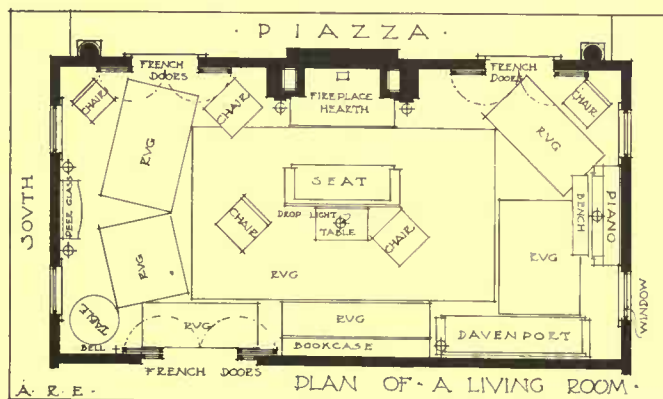 · PIAZZA ·
FRENCH
DOORS
FRENCH
DOORS
CHAIR
CHAIR
FIREPLACE
HEARTH
CHAIR
RVG
RVG
SOVTH
PEER GLASS
SEAT
BENCH
PIANO
DROP LIGHT
TABLE
CHAIR
CHAIR
RVG
RVG
RVG
WINDOW
TABLE
RVG
RVG
DAVENPORT
BELL
BOOKCASE
FRENCH DOORS
A·R·E·
PLAN OF · A LIVING ROOM ·